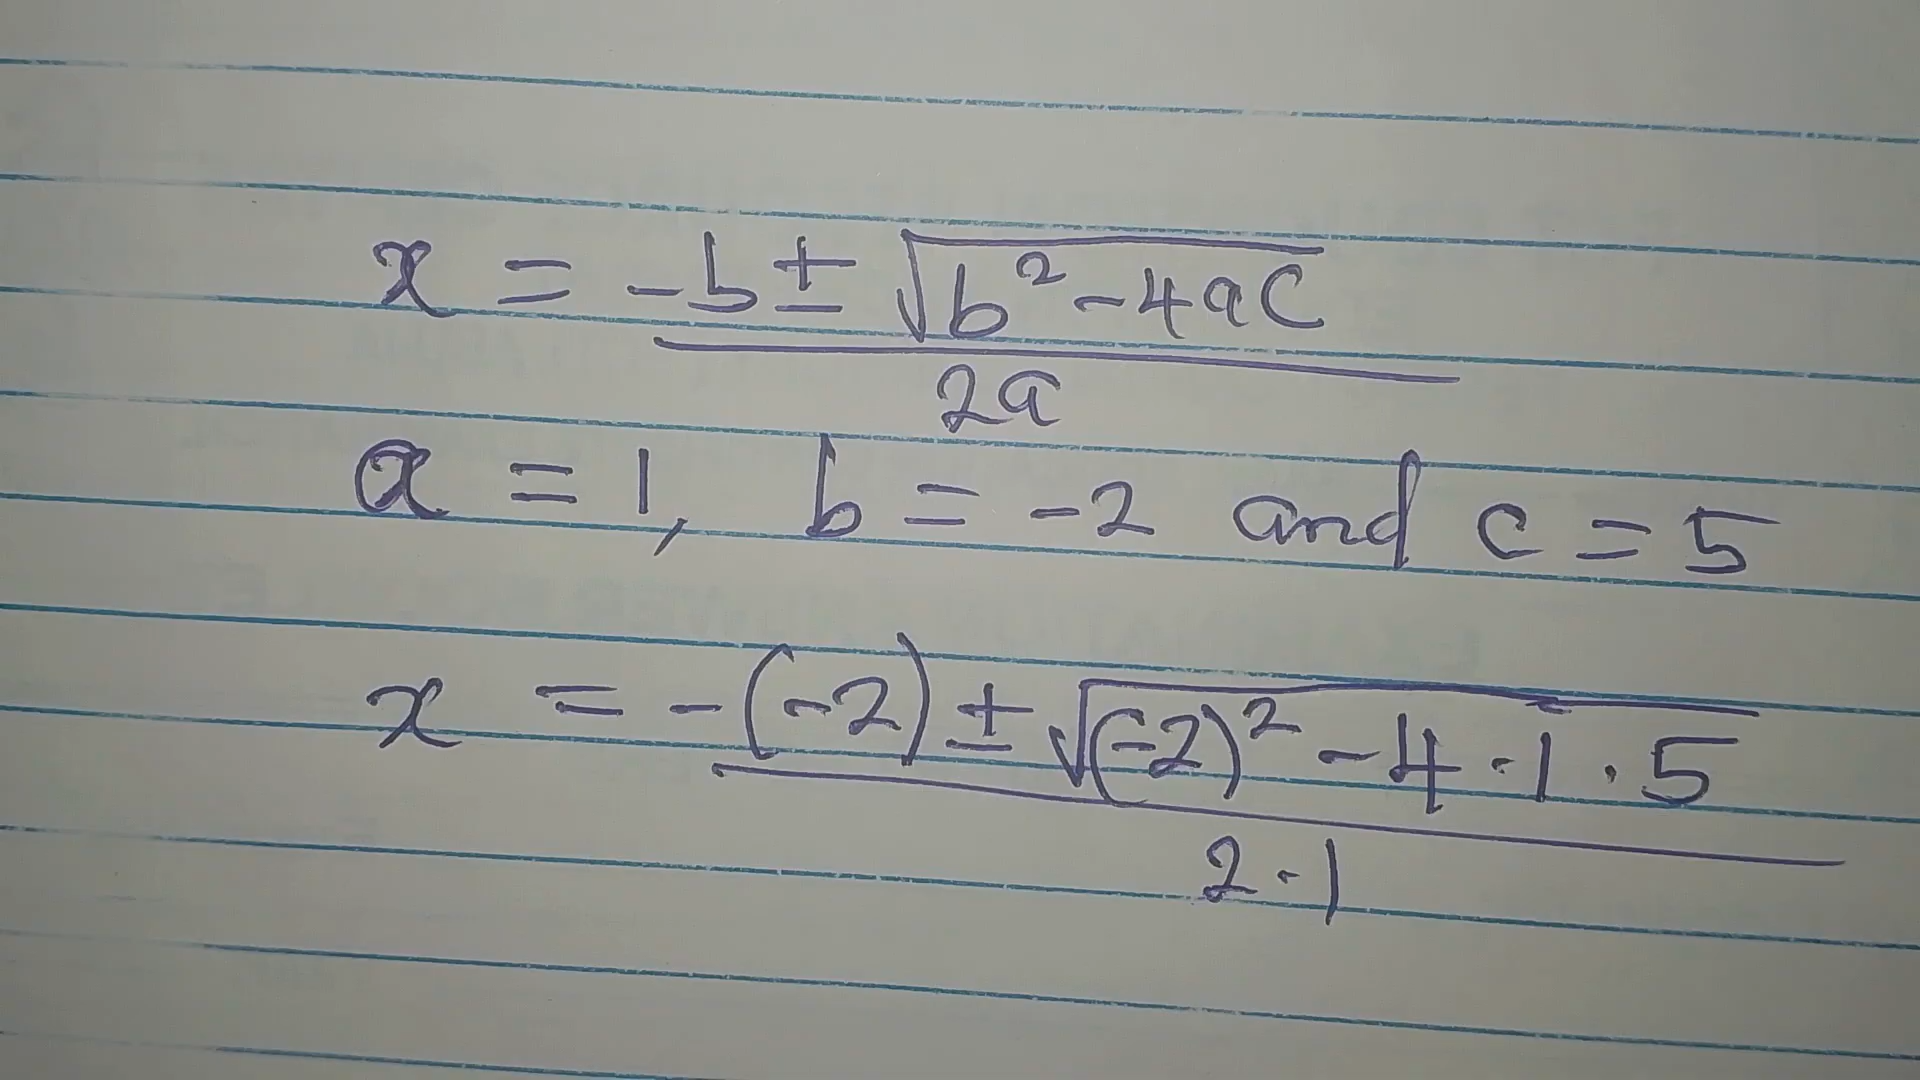 x = -b ± √b² - 4ac
2a
a = 1, b = -2 and c = 5
x = -(-2) ± √(-2)² - 4 · 1 · 5
2 · 1